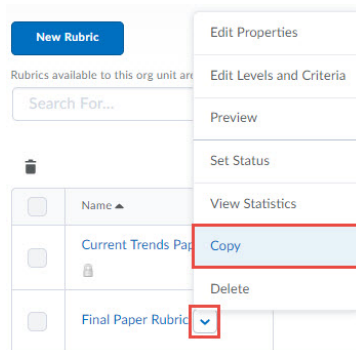 New Rubric
Rubrics available to this org unit are
Search For...
Name
Current Trends Pap
Final Paper Rubric
Edit Properties
Edit Levels and Criteria
Preview
Set Status
View Statistics
Copy
Delete